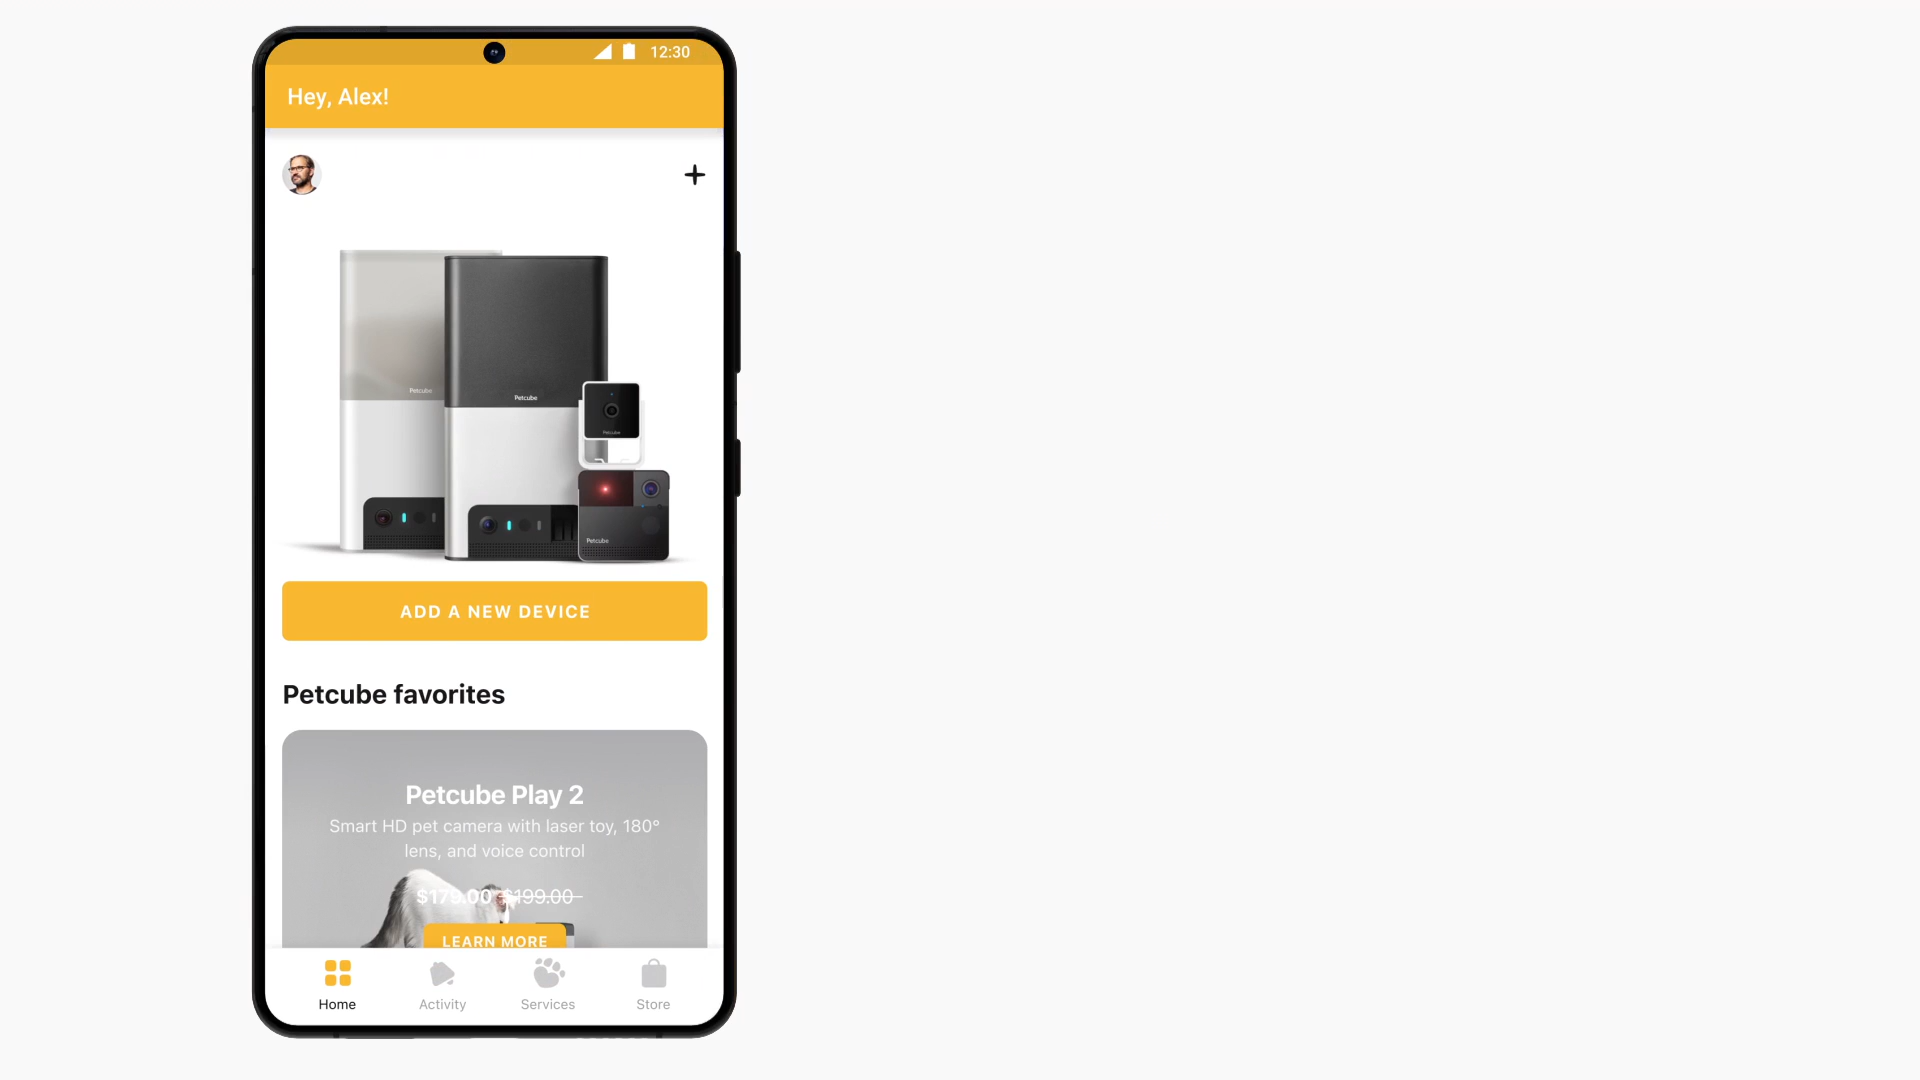 12:30
Hey, Alex!
Petcube
Petcube
Petcube
Petcube
ADD A NEW DEVICE
Petcube favorites
Petcube Play 2
Smart HD pet camera with laser toy, 180°
lens, and voice control
$179.00 $199.00
LEARN MORE
Home Activity Services Store